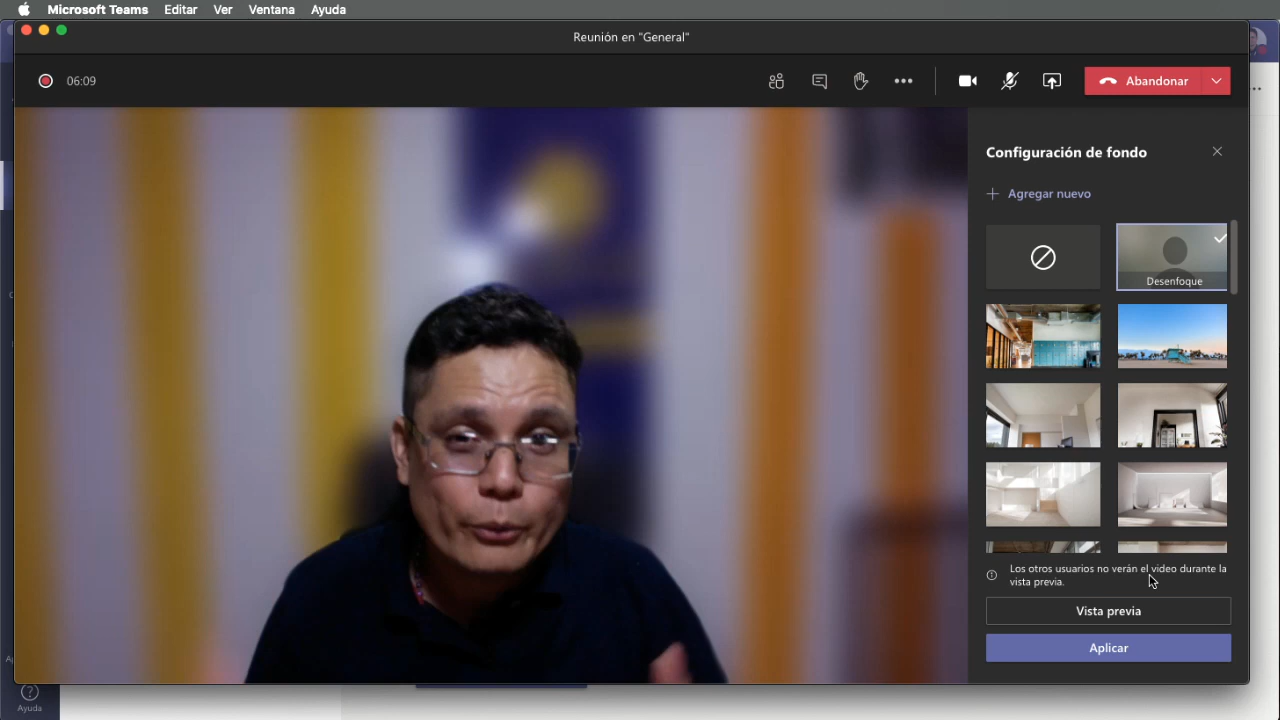 Microsoft Teams Editar Ver Ventana Ayuda
Reunión en "General"
06:09
Abandonar
Configuración de fondo
Agregar nuevo
Desenfoque
Los otros usuarios no verán el video durante la
vista previa.
Vista previa
Aplicar
Ayuda